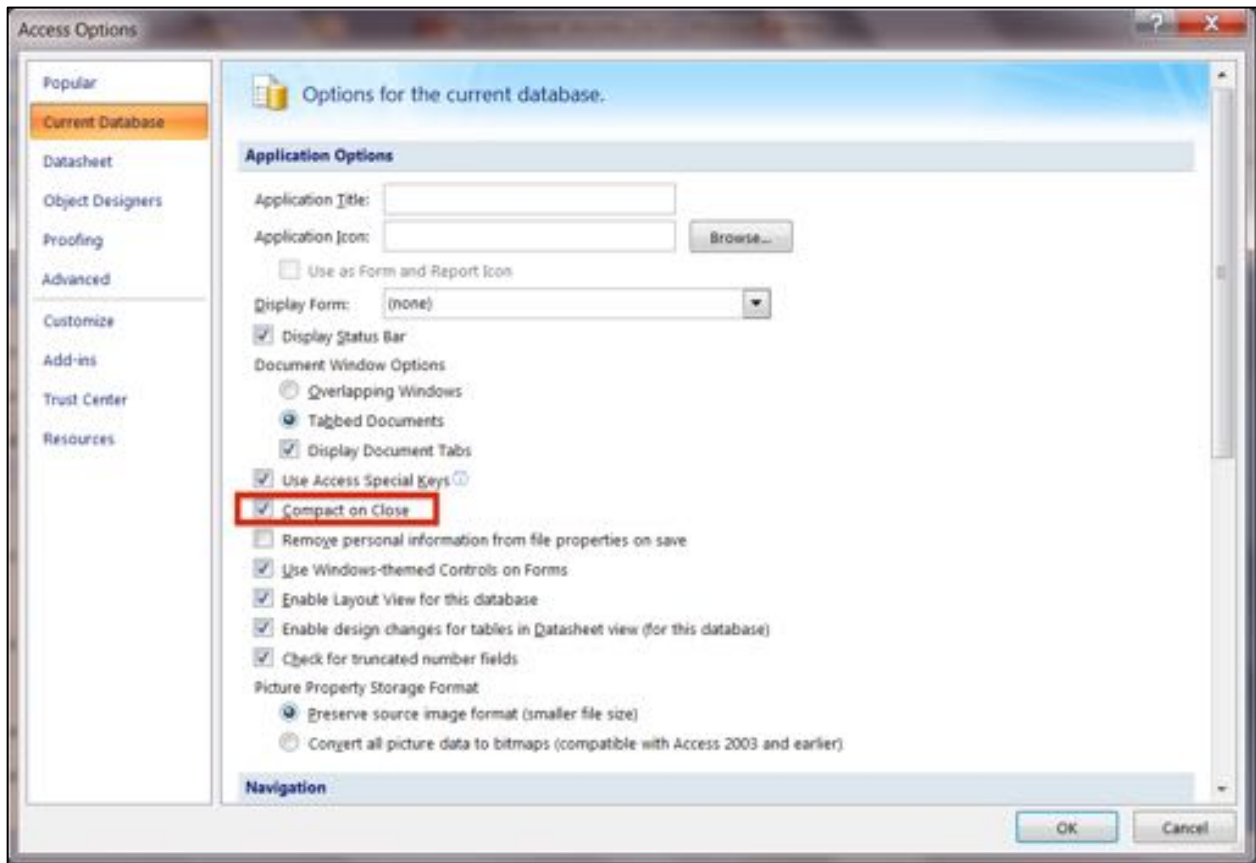 Access Options
Popular
Current Database
Datasheet
Object Designers
Proofing
Advanced
Customize
Add-ins
Trust Center
Resources
Options for the current database.
Application Options
Application Title:
Application Icon:
Browse...
Use as Form and Report Icon
Display Form: (none)
Display Status Bar
Document Window Options
Overlapping Windows
Tabbed Documents
Display Document Tabs
Use Access Special Keys
Compact on Close
Remove personal information from file properties on save
Use Windows-themed Controls on Forms
Enable Layout View for this database
Enable design changes for tables in Datasheet view (for this database)
Check for truncated number fields
Picture Property Storage Format
Preserve source image format (smaller file size)
Convert all picture data to bitmaps (compatible with Access 2003 and earlier)
Navigation
OK Cancel